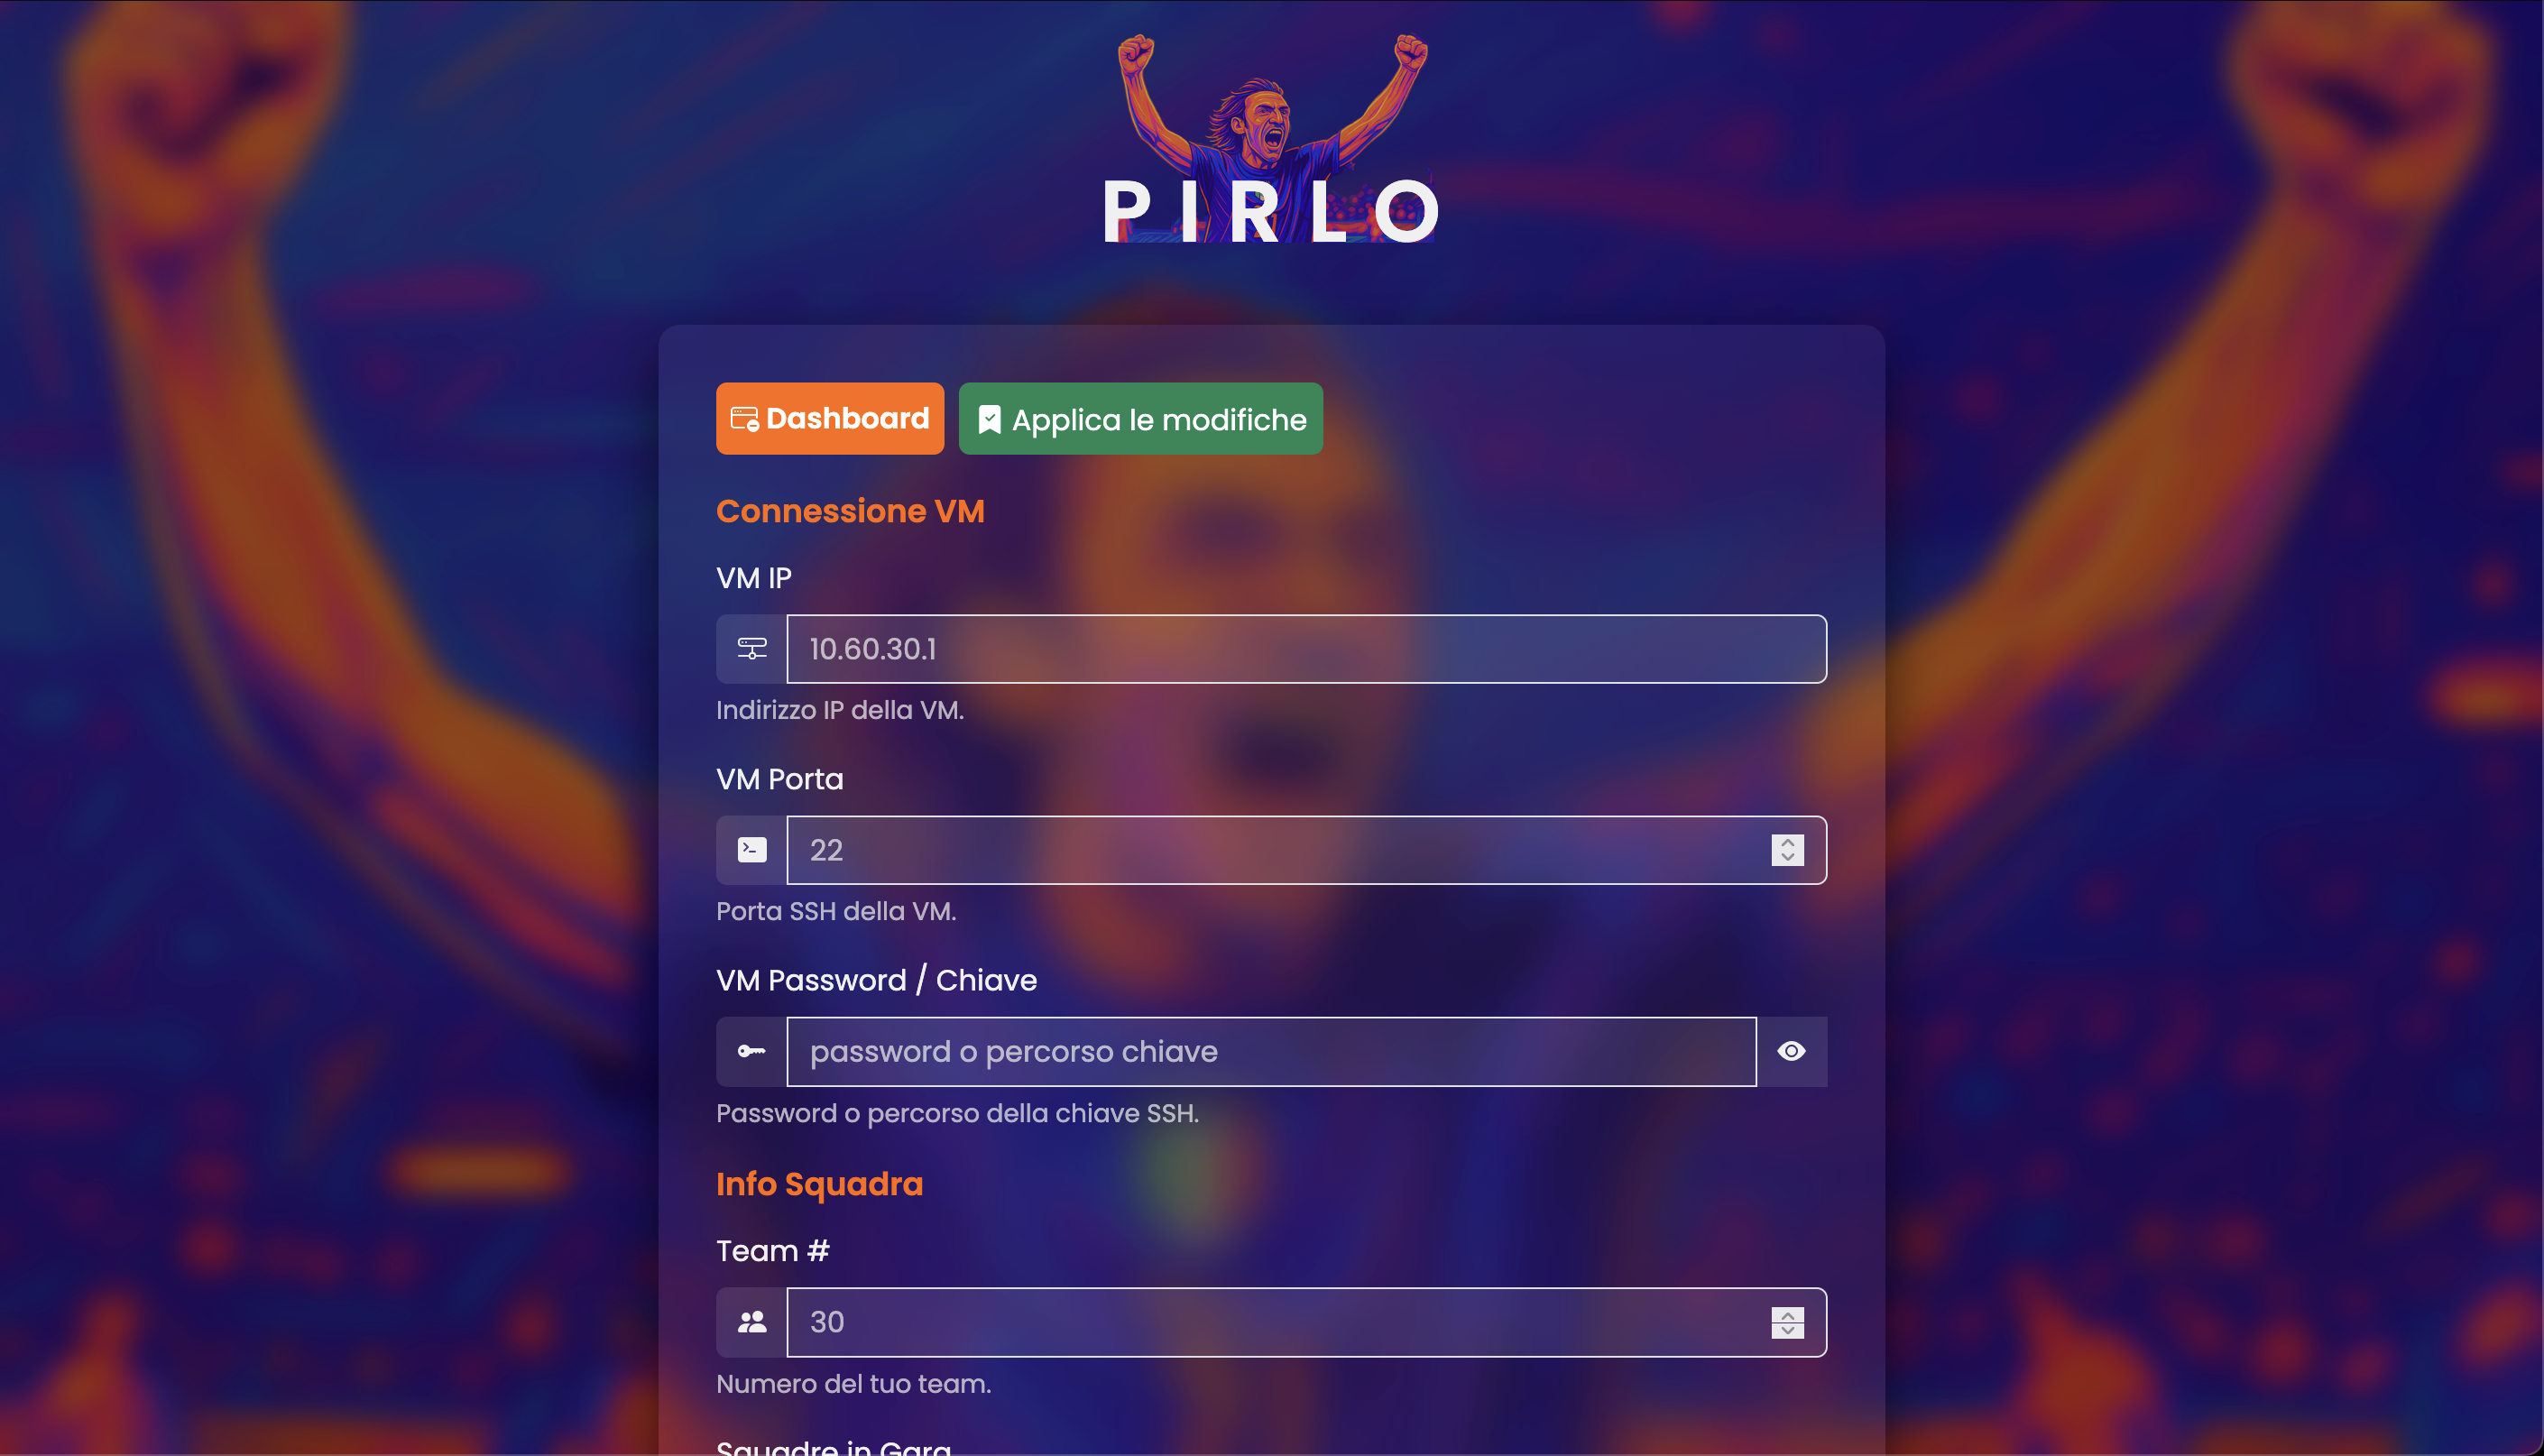 PIRLO
Dashboard
Applica le modifiche
Connessione VM
VM IP
10.60.30.1
Indirizzo IP della VM.
VM Porta
22
Porta SSH della VM.
VM Password / Chiave
password o percorso chiave
Password o percorso della chiave SSH.
Info Squadra
Team #
30
Numero del tuo team.
Squadre in Gara